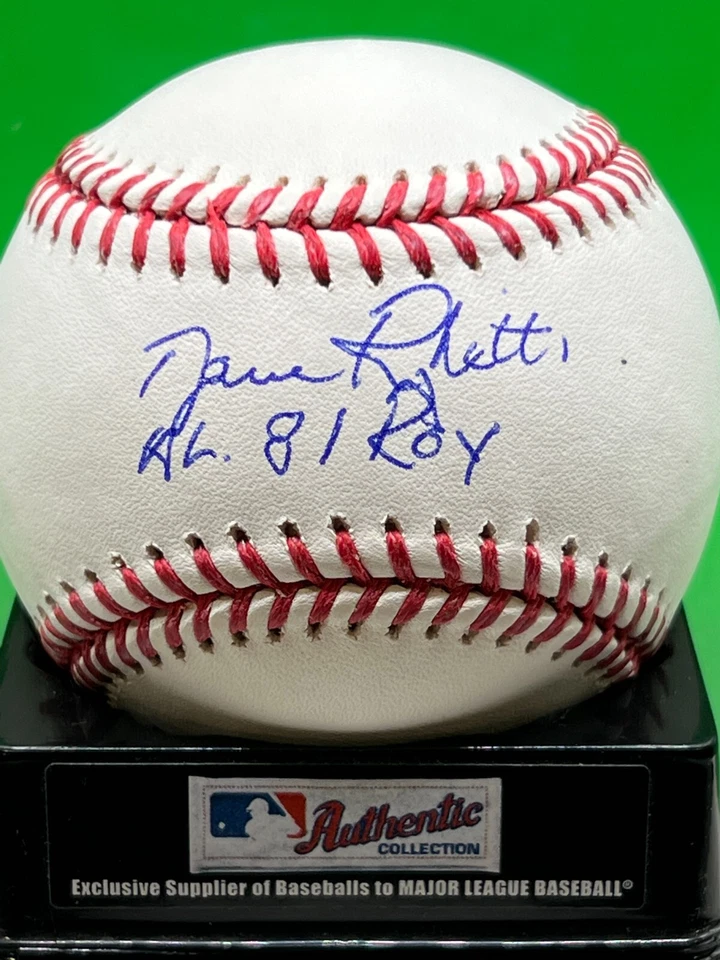 Dave Righetti
AL. 81 ROY
Authentic
COLLECTION
Exclusive Supplier of Baseballs to MAJOR LEAGUE BASEBALL®